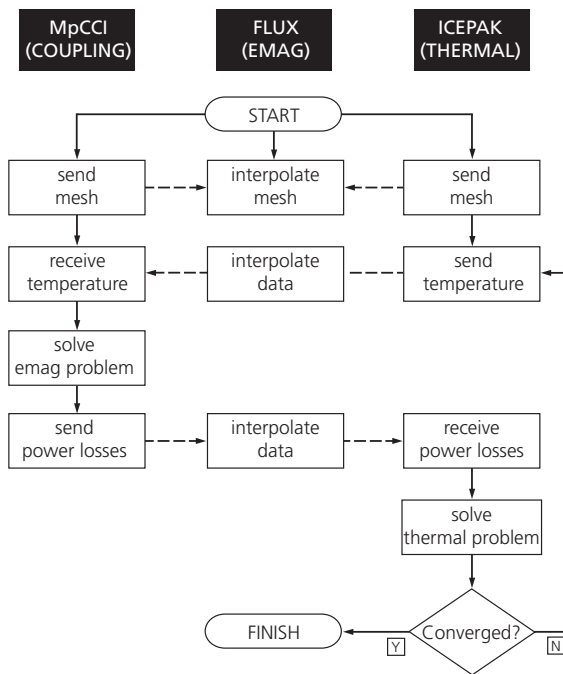 MpCCI
(COUPLING)
FLUX
(EMAG)
ICEPAK
(THERMAL)
START
send
mesh
interpolate
mesh
send
mesh
receive
temperature
interpolate
data
send
temperature
solve
emag problem
send
power losses
interpolate
data
receive
power losses
solve
thermal problem
FINISH
Y
Converged?
N